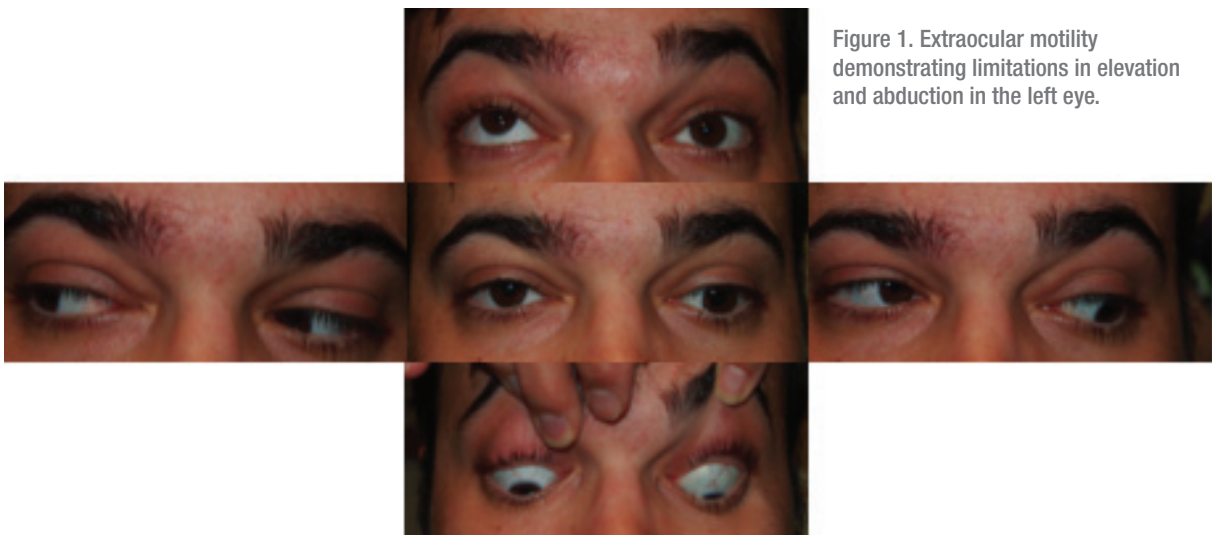 Figure 1. Extraocular motility
demonstrating limitations in elevation
and abduction in the left eye.